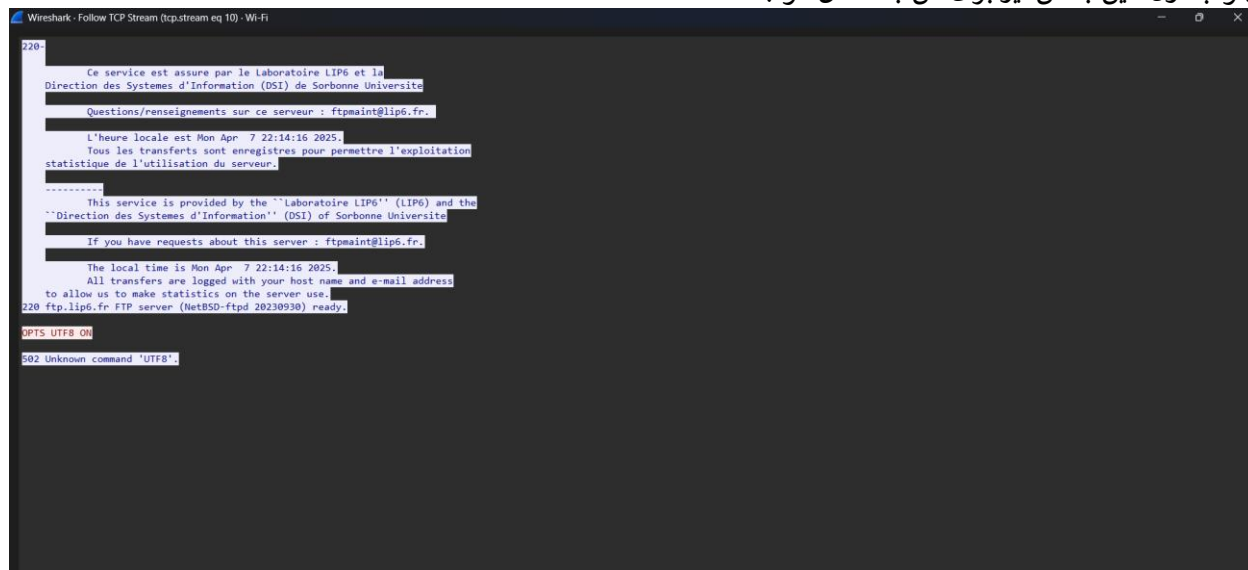 Wireshark · Follow TCP Stream (tcp.stream eq 10) · Wi-Fi
220-
Ce service est assure par le Laboratoire LIP6 et la
Direction des Systemes d'Information (DSI) de Sorbonne Universite
Questions/renseignements sur ce serveur : ftpmaint@lip6.fr.
L'heure locale est Mon Apr  7 22:14:16 2025.
Tous les transferts sont enregistres pour permettre l'exploitation
statistique de l'utilisation du serveur.
----------
This service is provided by the ``Laboratoire LIP6'' (LIP6) and the
``Direction des Systemes d'Information'' (DSI) of Sorbonne Universite
If you have requests about this server : ftpmaint@lip6.fr.
The local time is Mon Apr  7 22:14:16 2025.
All transfers are logged with your host name and e-mail address
to allow us to make statistics on the server use.
220 ftp.lip6.fr FTP server (NetBSD-ftpd 20230930) ready.
OPTS UTF8 ON
502 Unknown command 'UTF8'.